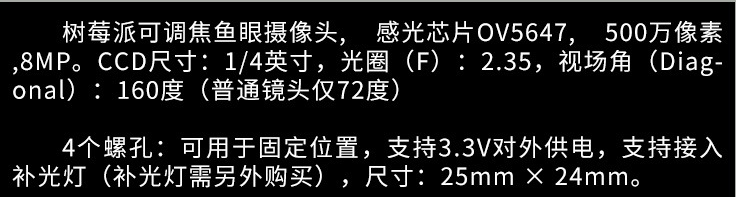 树莓派可调焦鱼眼摄像头, 感光芯片OV5647, 500万像素
,8MP。CCD尺寸：1/4英寸，光圈（F）：2.35，视场角（Diag-
onal）：160度（普通镜头仅72度）
4个螺孔：可用于固定位置，支持3.3V对外供电，支持接入
补光灯（补光灯需另外购买），尺寸：25mm × 24mm。